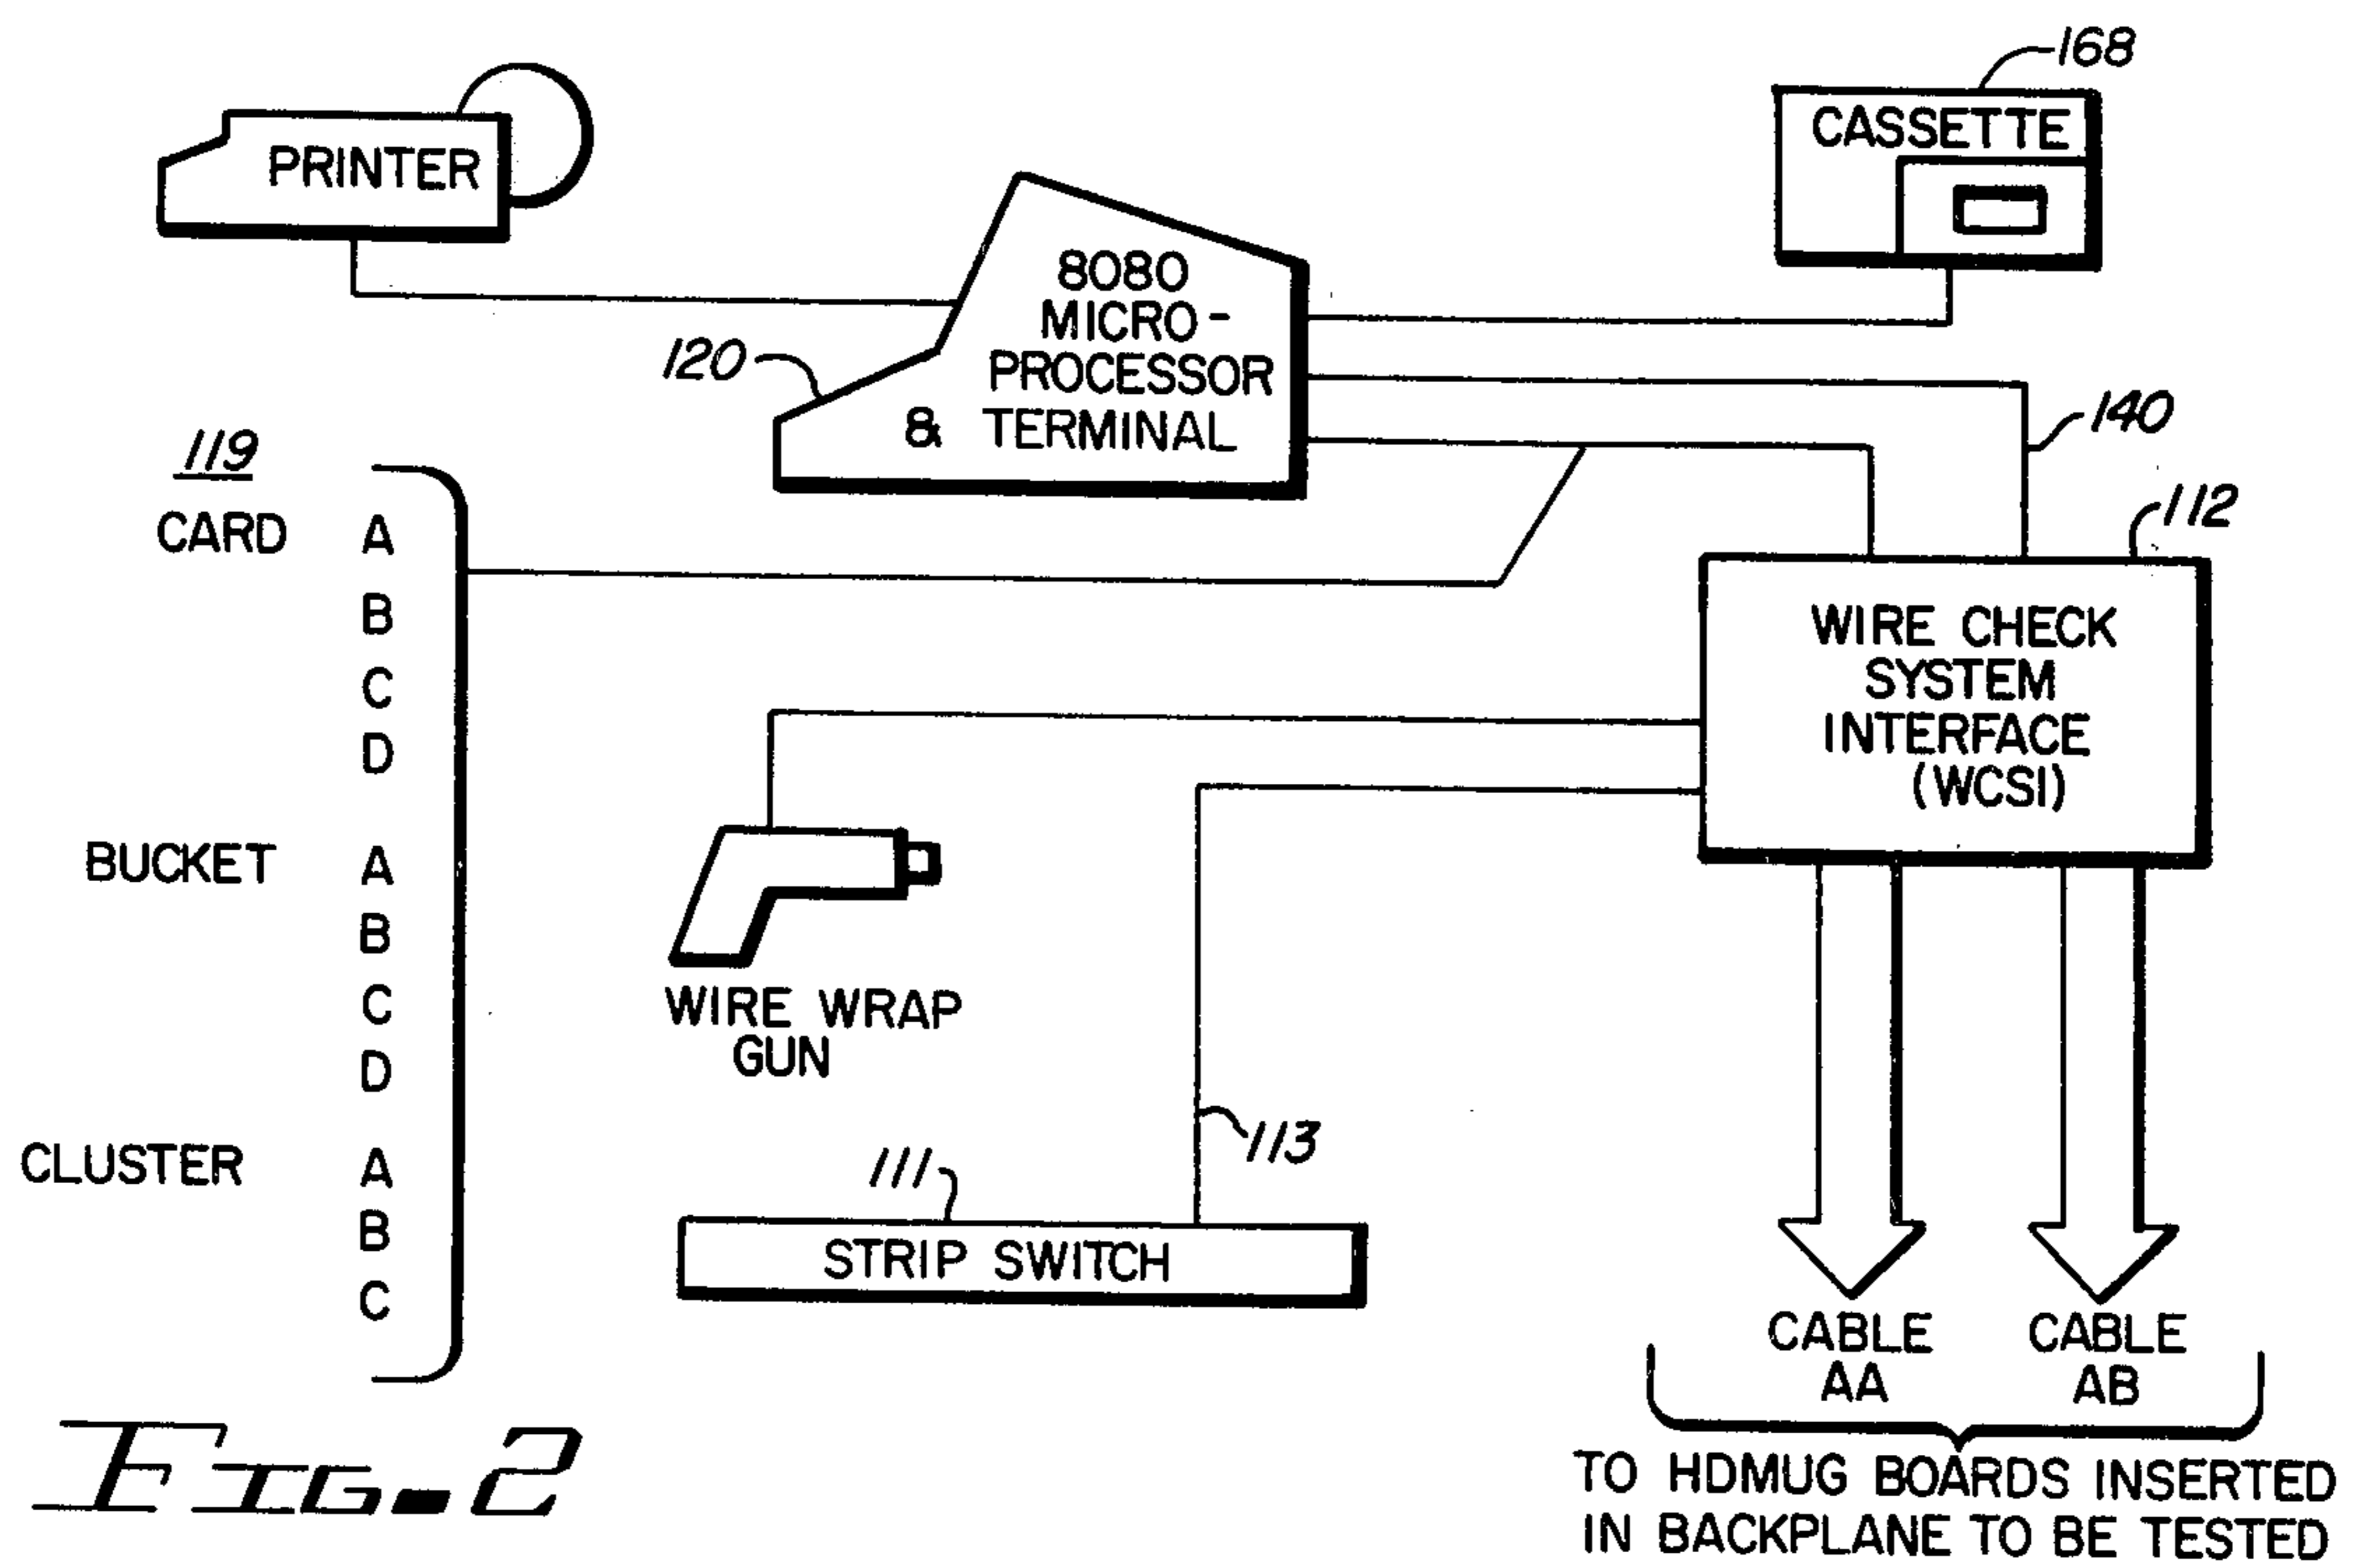 168
CASSETTE
PRINTER
8080
MICRO-
PROCESSOR
& TERMINAL
120
140
119
112
CARD A
B
C
D
WIRE CHECK
SYSTEM
INTERFACE
(WCSI)
BUCKET A
B
C
D
WIRE WRAP
GUN
CLUSTER A
B
C
111
113
STRIP SWITCH
CABLE
AA
CABLE
AB
TO HDMUG BOARDS INSERTED
IN BACKPLANE TO BE TESTED
FIG-2